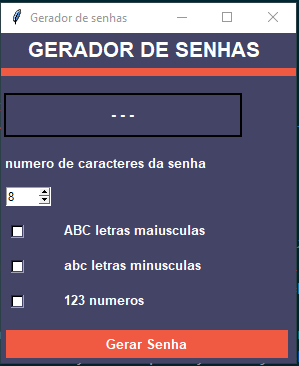 Gerador de senhas
GERADOR DE SENHAS
- - -
numero de caracteres da senha
8
ABC letras maiusculas
abc letras minusculas
123 numeros
Gerar Senha